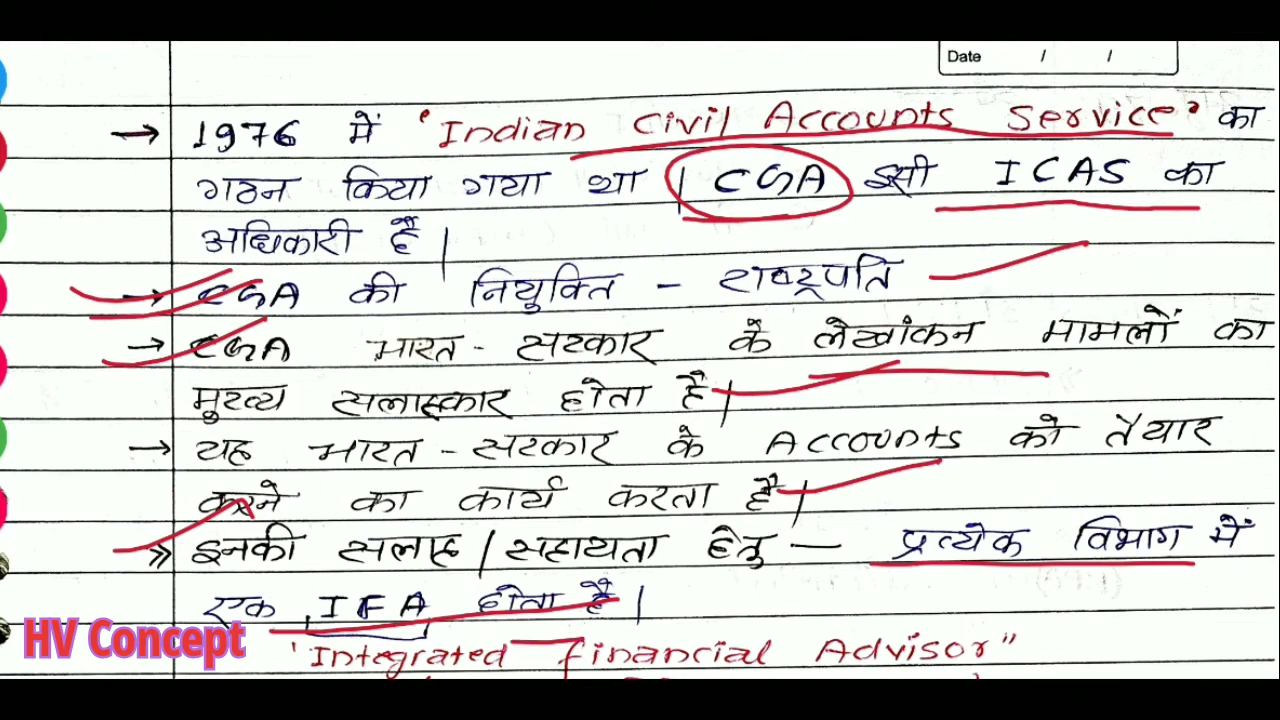 Date / /
→ 1976 में 'Indian Civil Accounts Service' का
गठन किया गया था | CGA इसी ICAS का
अधिकारी है |
→ CGA की नियुक्ति - राष्ट्रपति
→ CGA भारत - सरकार के लेखांकन मामलों का
मुख्य सलाहकार होता है |
→ यह भारत - सरकार के Accounts को तैयार
करने का कार्य करता है |
⇒ इनकी सलाह / सहायता हेतु — प्रत्येक विभाग में
एक IFA होता है |
HV Concept
"Integrated financial Advisor"